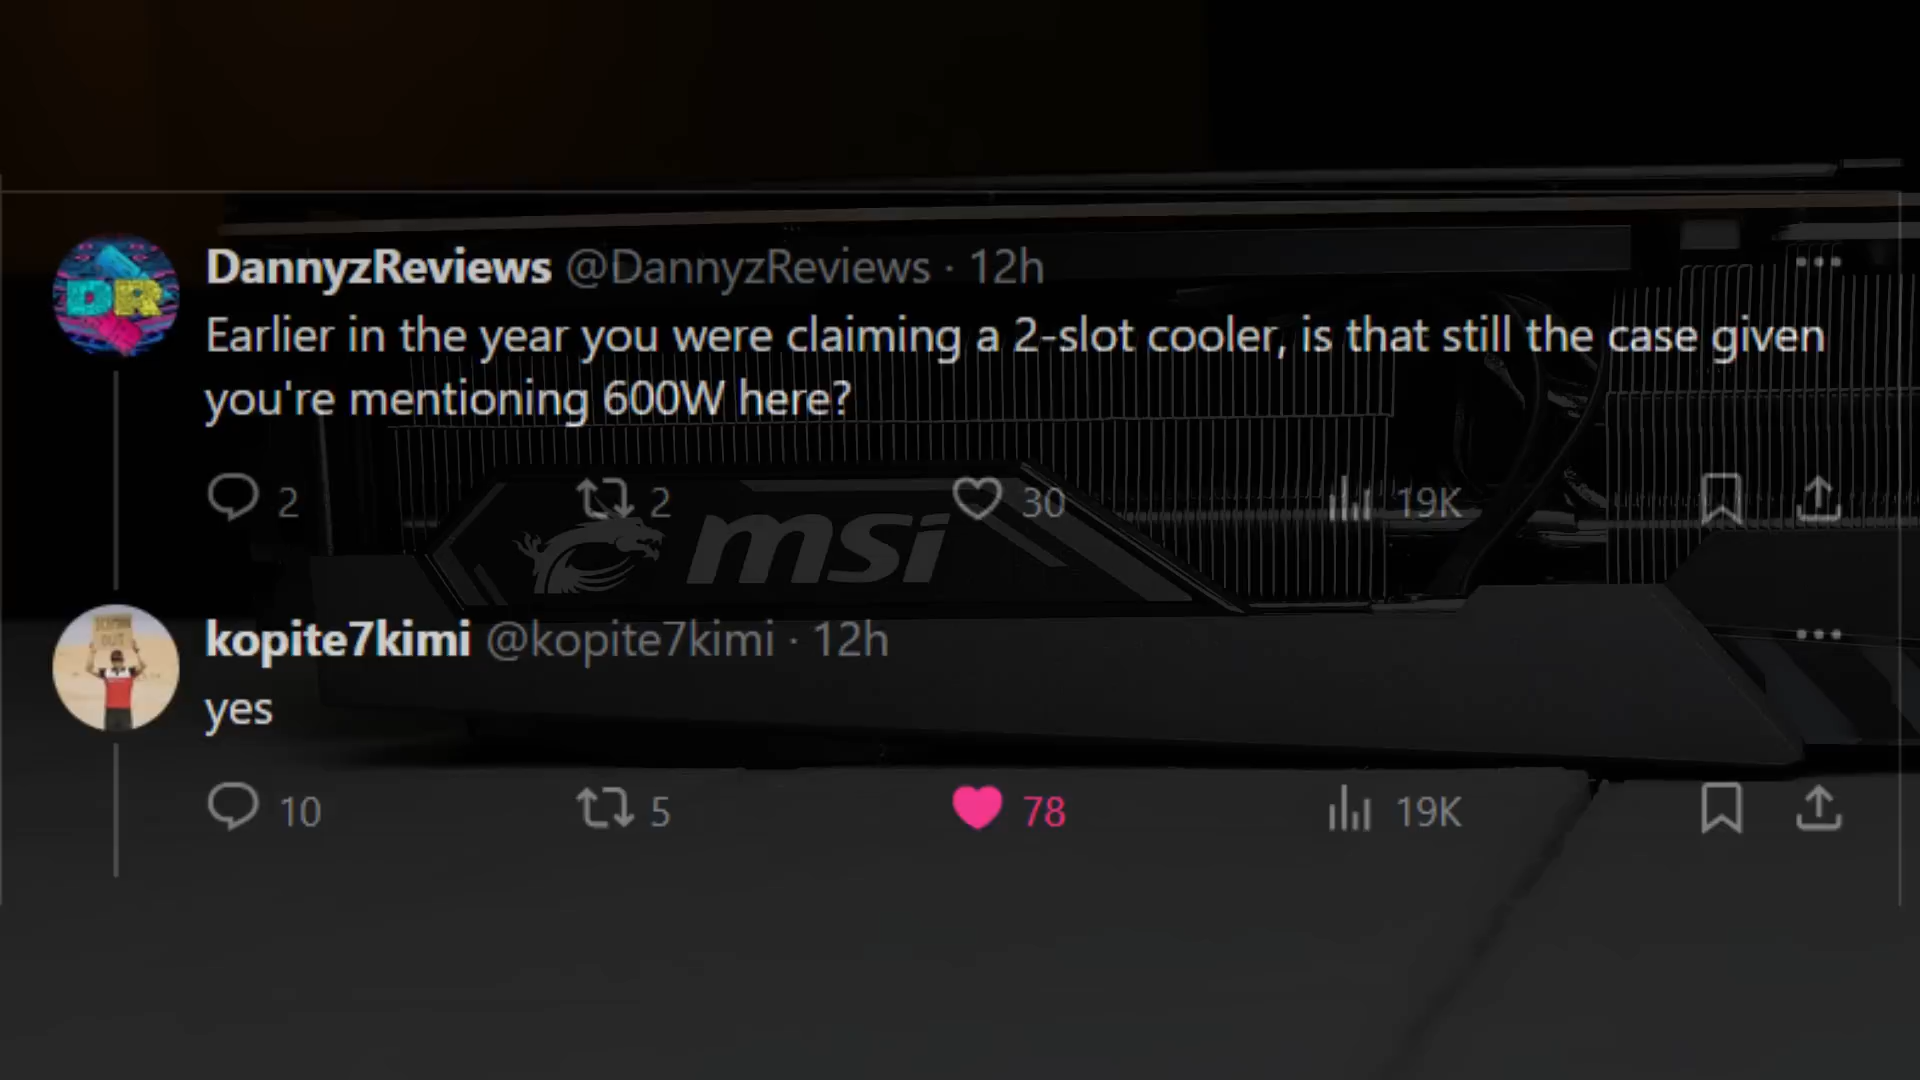 DannyzReviews @DannyzReviews · 12h
Earlier in the year you were claiming a 2-slot cooler, is that still the case given
you're mentioning 600W here?
2 2 30 19K
msi
kopite7kimi @kopite7kimi · 12h
yes
10 5 78 19K